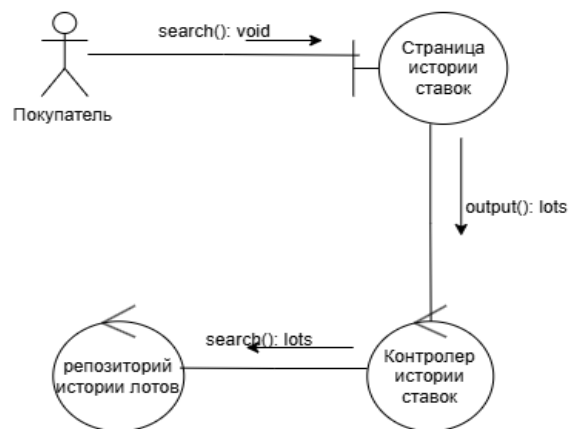 search(): void
Страница
истории
ставок
Покупатель
output(): lots
search(): lots
репозиторий
истории лотов
Контролер
истории
ставок